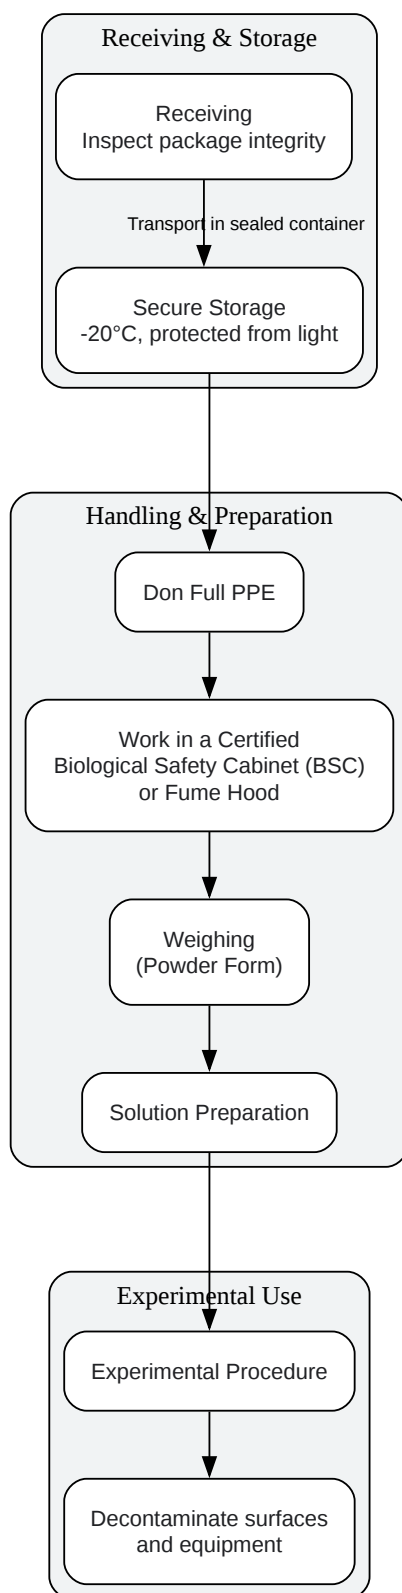 Receiving & Storage
Receiving
Inspect package integrity
Transport in sealed container
Secure Storage
-20°C, protected from light
Handling & Preparation
Don Full PPE
Work in a Certified
Biological Safety Cabinet (BSC)
or Fume Hood
Weighing
(Powder Form)
Solution Preparation
Experimental Use
Experimental Procedure
Decontaminate surfaces
and equipment